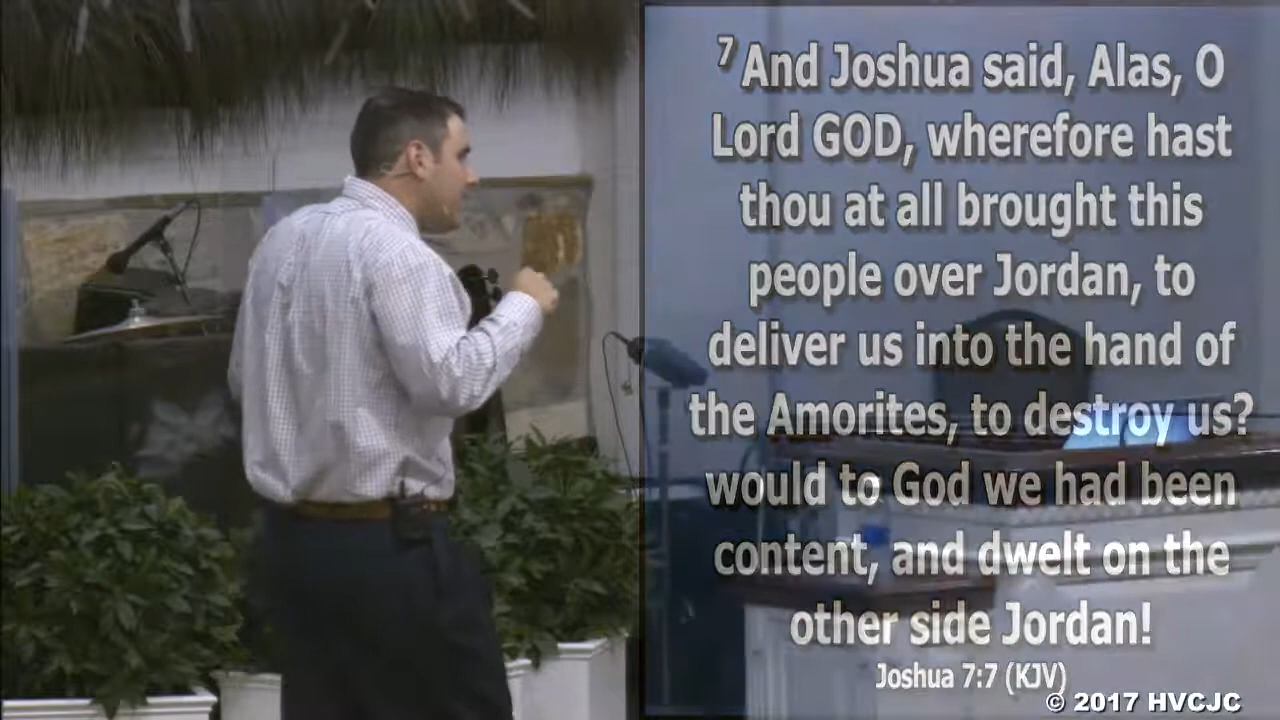 7 And Joshua said, Alas, O
Lord GOD, wherefore hast
thou at all brought this
people over Jordan, to
deliver us into the hand of
the Amorites, to destroy us?
would to God we had been
content, and dwelt on the
other side Jordan!
Joshua 7:7 (KJV)
© 2017 HVCJC